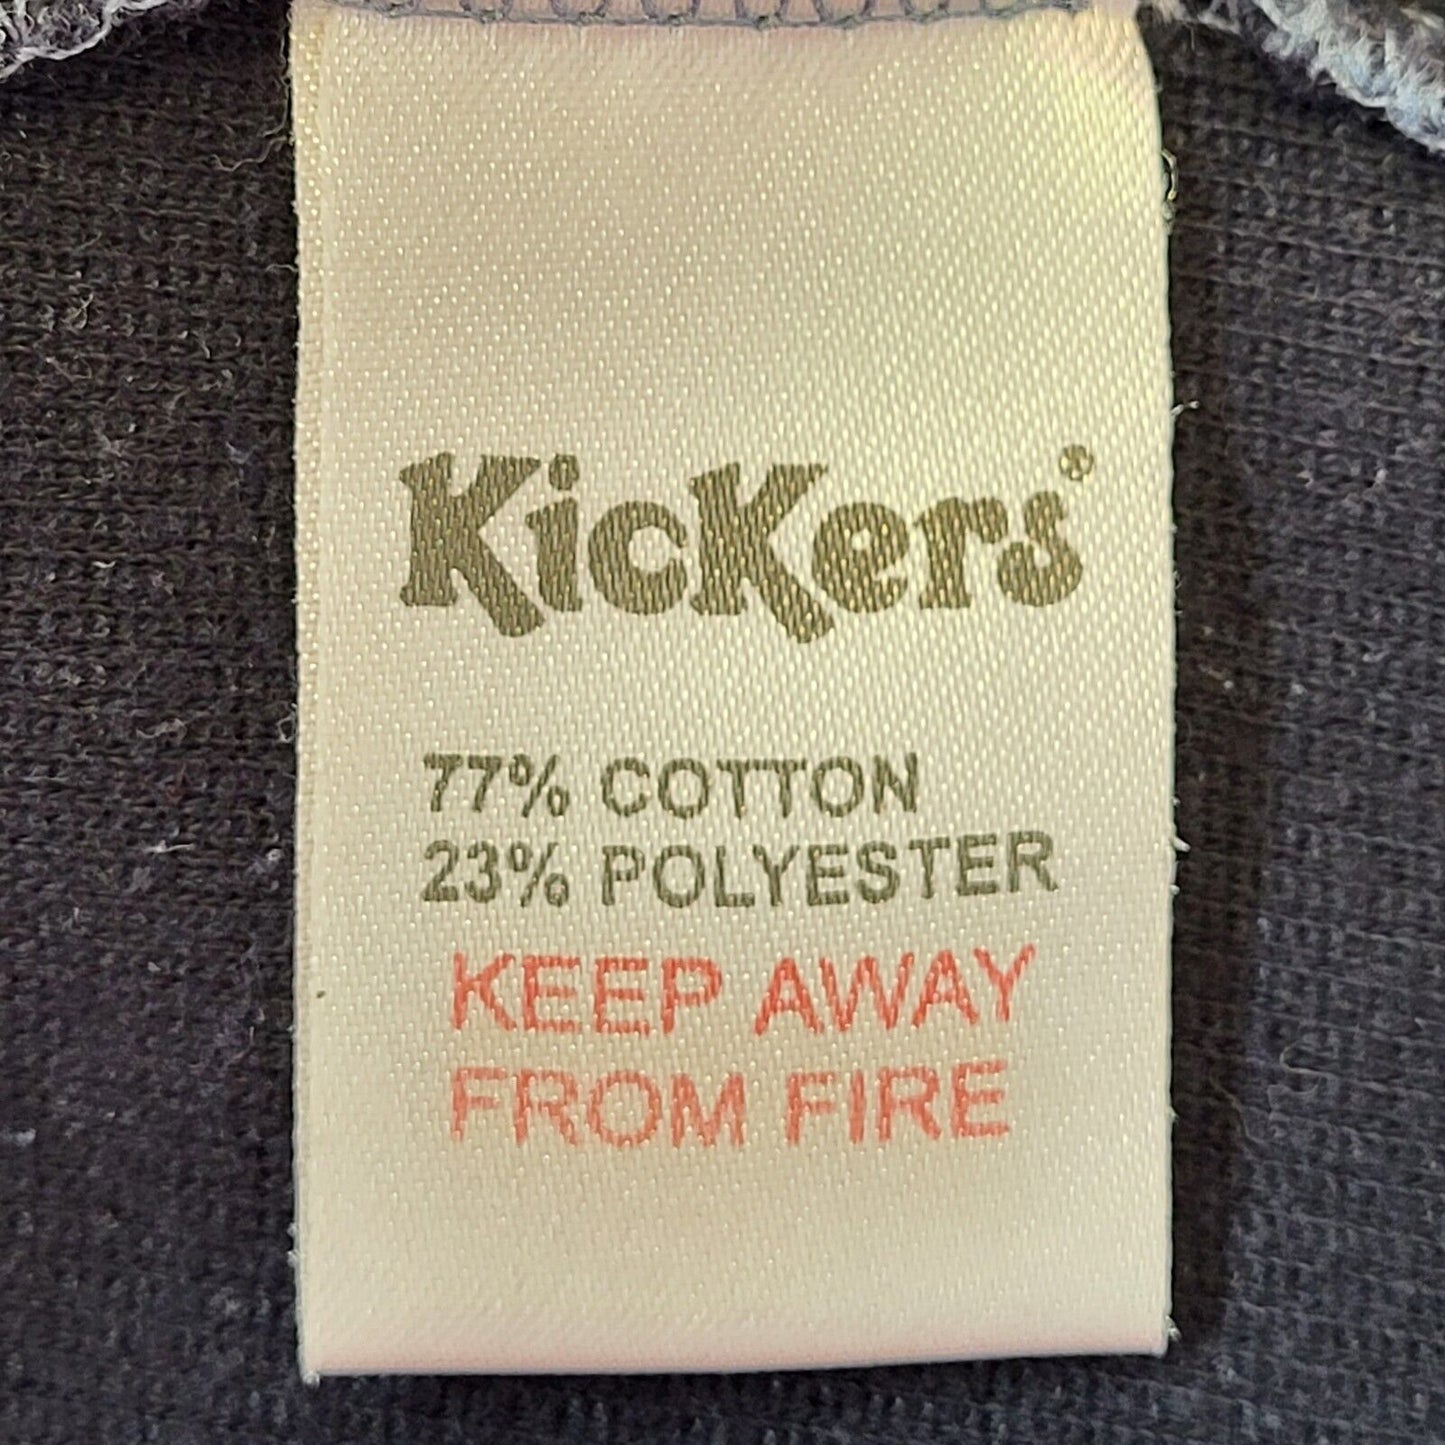 Kickers®
77% COTTON
23% POLYESTER
KEEP AWAY
FROM FIRE